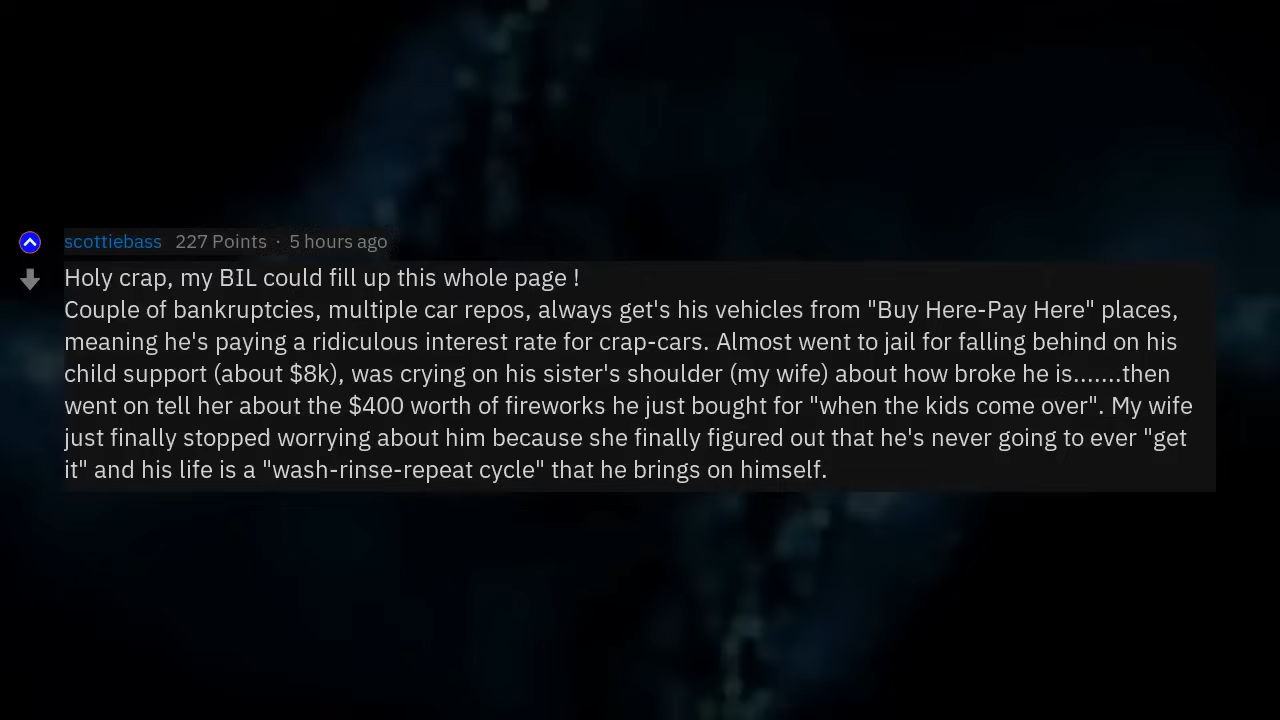 scottiebass 227 Points · 5 hours ago
Holy crap, my BIL could fill up this whole page !
Couple of bankruptcies, multiple car repos, always get's his vehicles from "Buy Here-Pay Here" places,
meaning he's paying a ridiculous interest rate for crap-cars. Almost went to jail for falling behind on his
child support (about $8k), was crying on his sister's shoulder (my wife) about how broke he is.......then
went on tell her about the $400 worth of fireworks he just bought for "when the kids come over". My wife
just finally stopped worrying about him because she finally figured out that he's never going to ever "get
it" and his life is a "wash-rinse-repeat cycle" that he brings on himself.